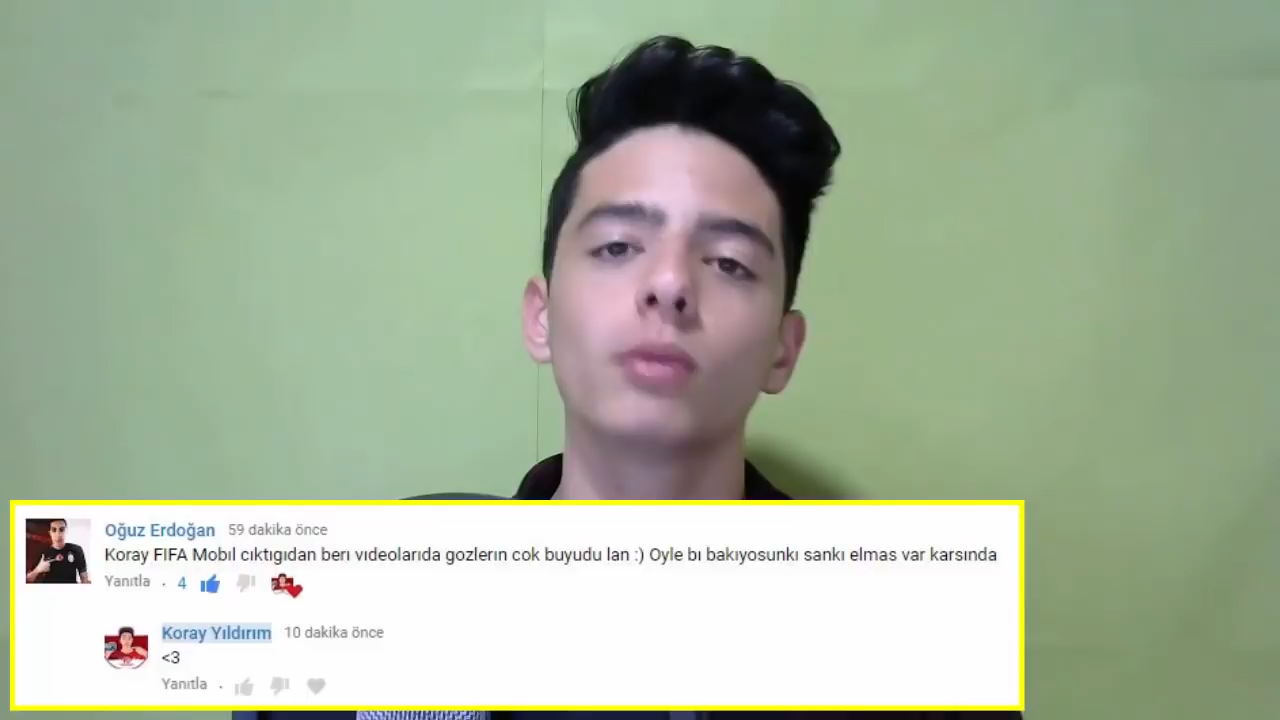 Oğuz Erdoğan 59 dakika önce
Koray FIFA Mobıl cıktıgıdan berı vıdeolarıda gozlerın cok buyudu lan :) Oyle bı bakıyosunkı sankı elmas var karsında
Yanıtla . 4
Koray Yıldırım 10 dakika önce
<3
Yanıtla .